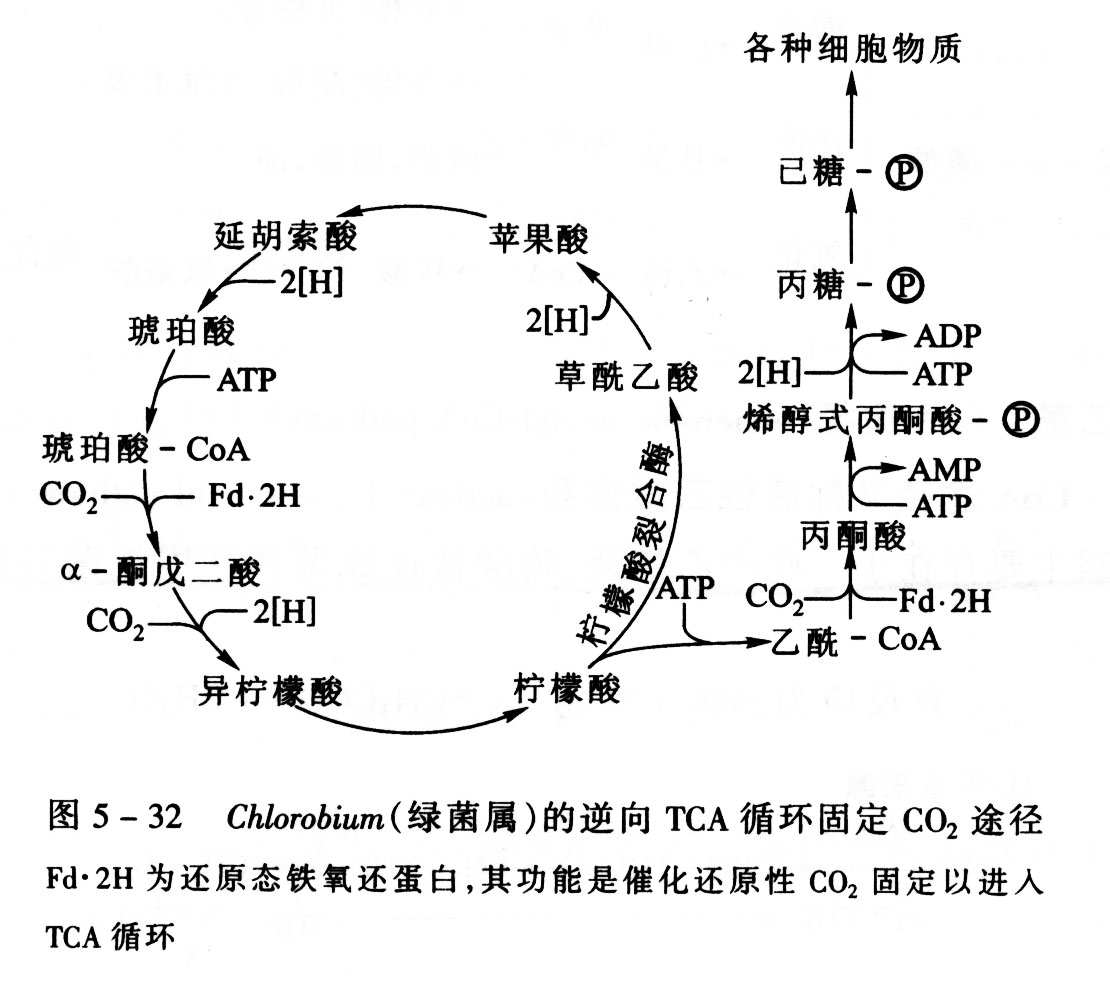 各种细胞物质
己糖-Ⓟ
丙糖-Ⓟ
ADP
2[H]
ATP
烯醇式丙酮酸-Ⓟ
AMP
ATP
丙酮酸
CO₂
Fd·2H
乙酰-CoA
延胡索酸
苹果酸
2[H]
2[H]
琥珀酸
草酰乙酸
ATP
琥珀酸-CoA
CO₂
Fd·2H
柠檬酸裂合酶
α-酮戊二酸
ATP
CO₂
2[H]
异柠檬酸
柠檬酸
图 5-32 Chlorobium(绿菌属)的逆向 TCA 循环固定 CO₂ 途径
Fd·2H 为还原态铁氧还蛋白,其功能是催化还原性 CO₂ 固定以进入
TCA 循环